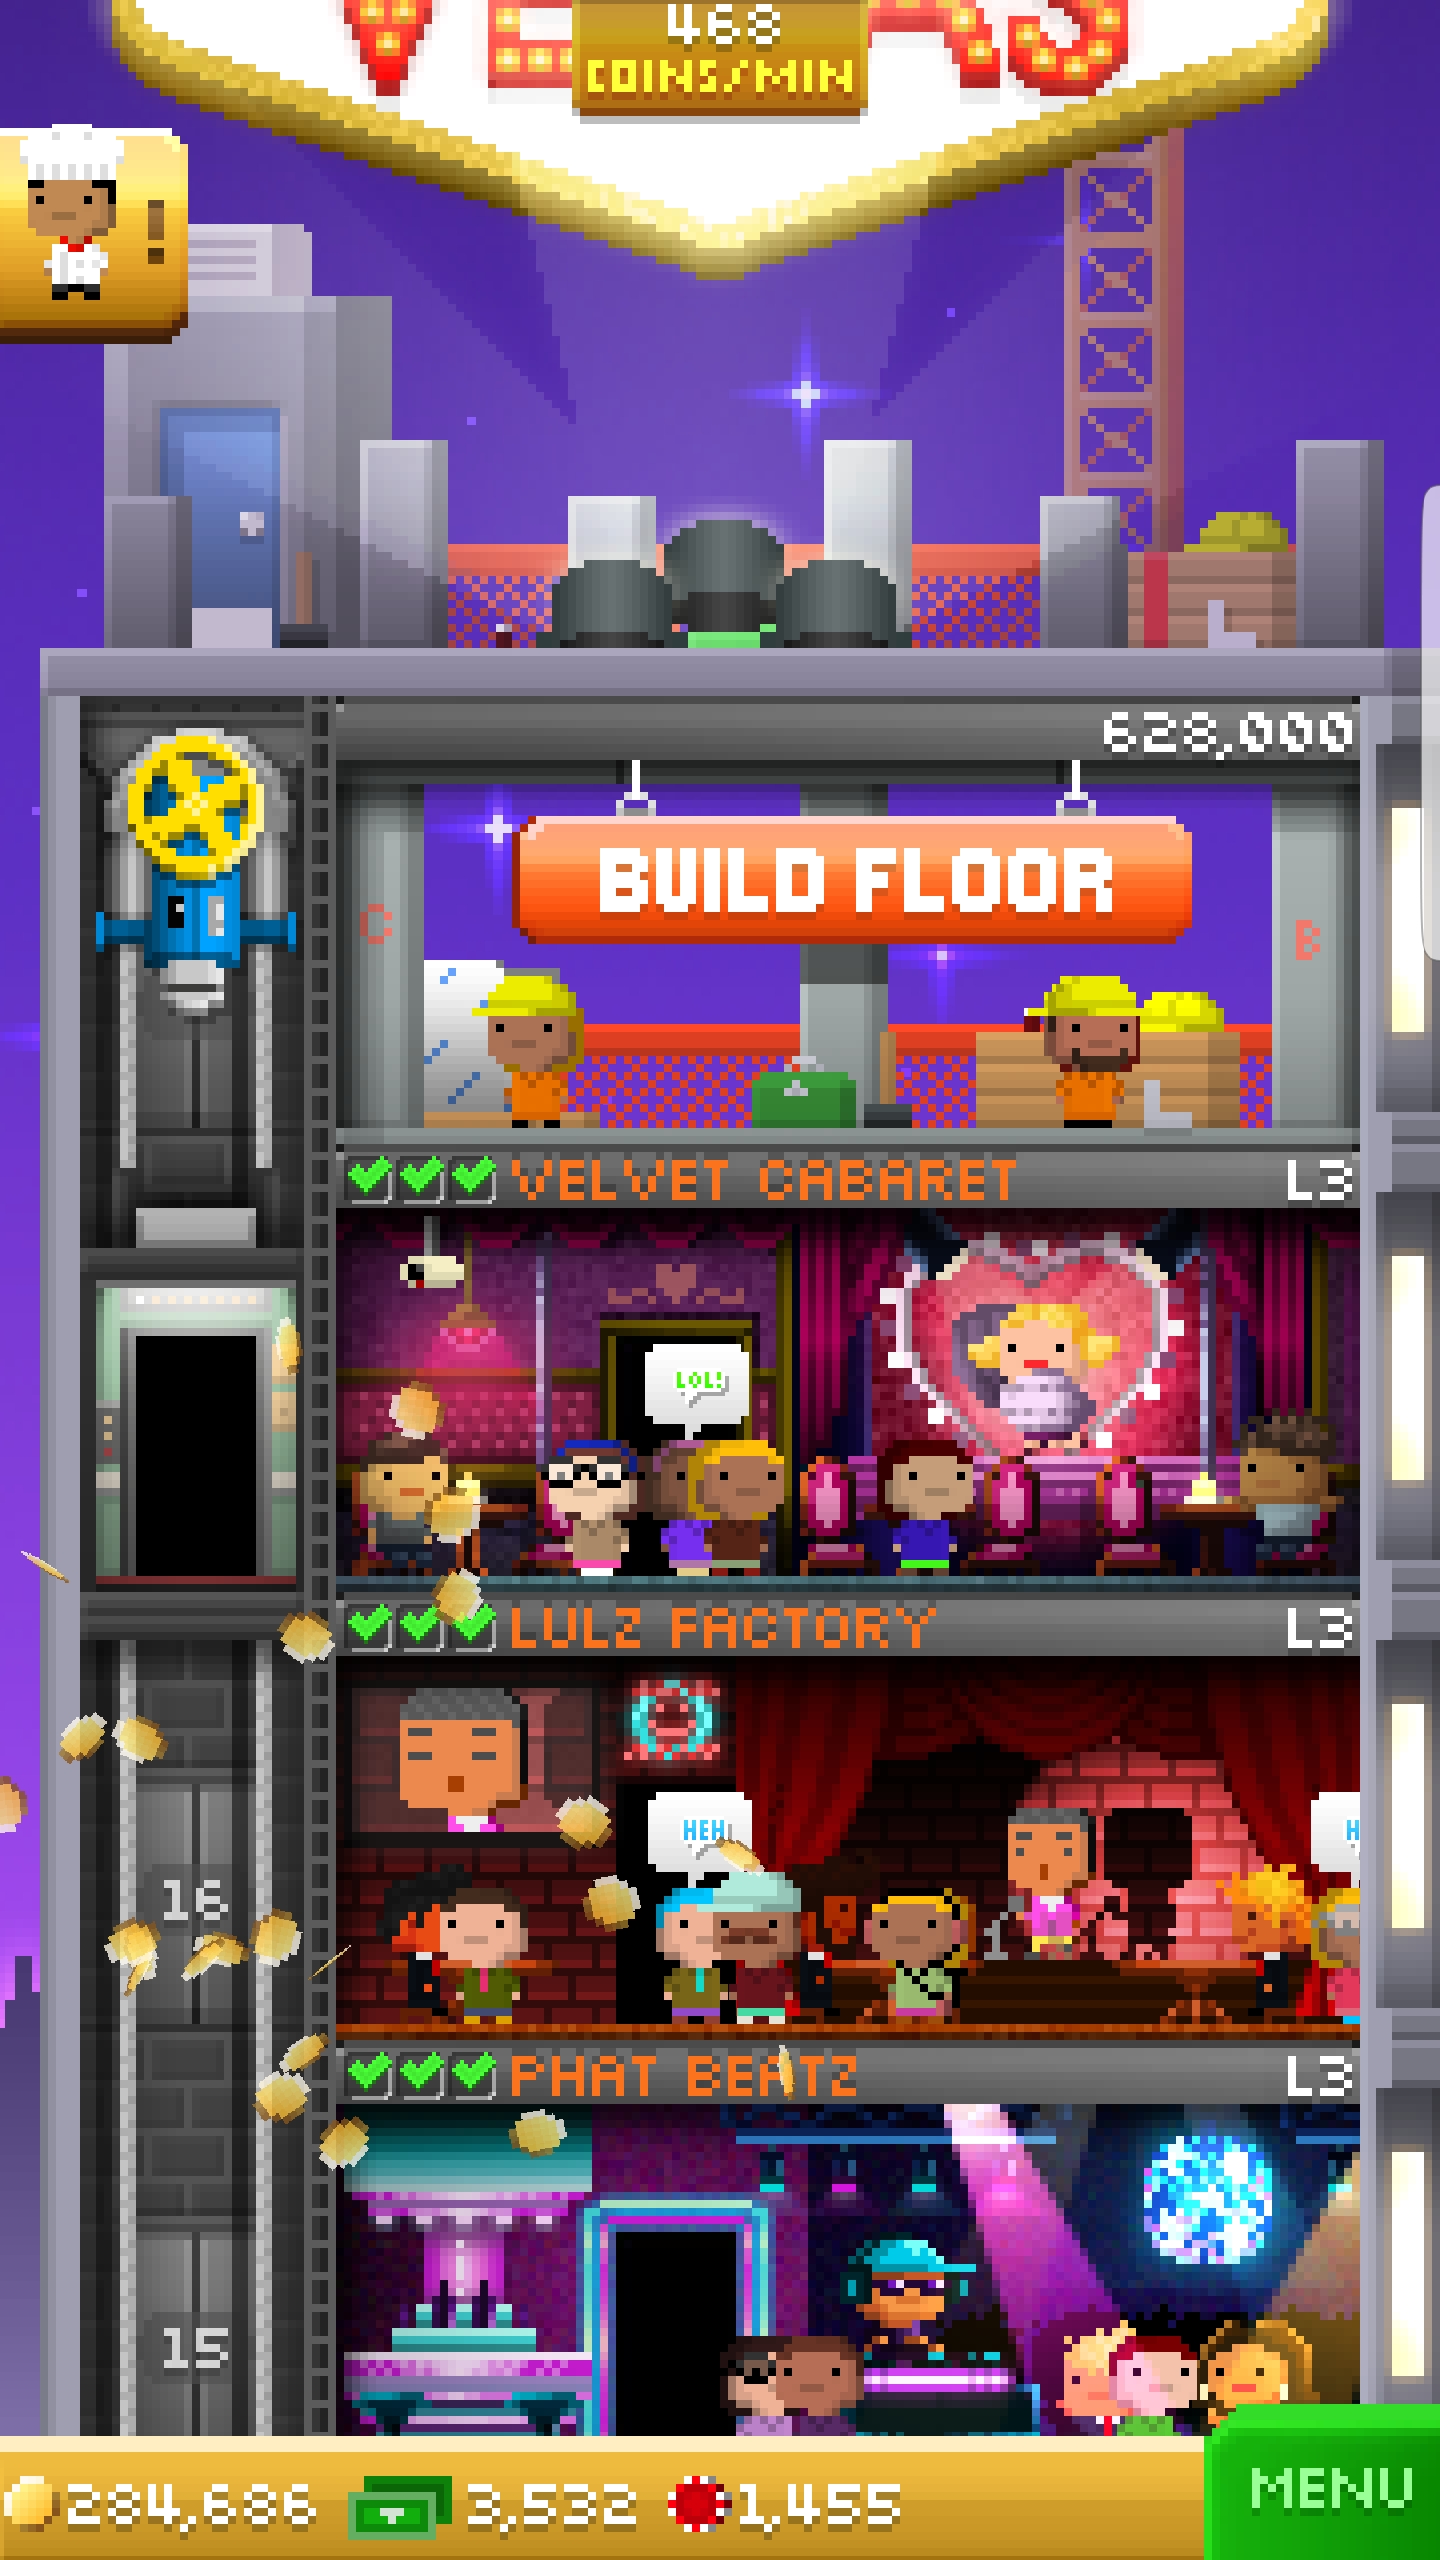 VEGAS
468
COINS/MIN
628,000
BUILD FLOOR
C
B
VELVET CABARET L3
LOL!
LULZ FACTORY L3
HEH
H
16
PHAT BEATZ L3
15
284,686 3,532 1,455 MENU